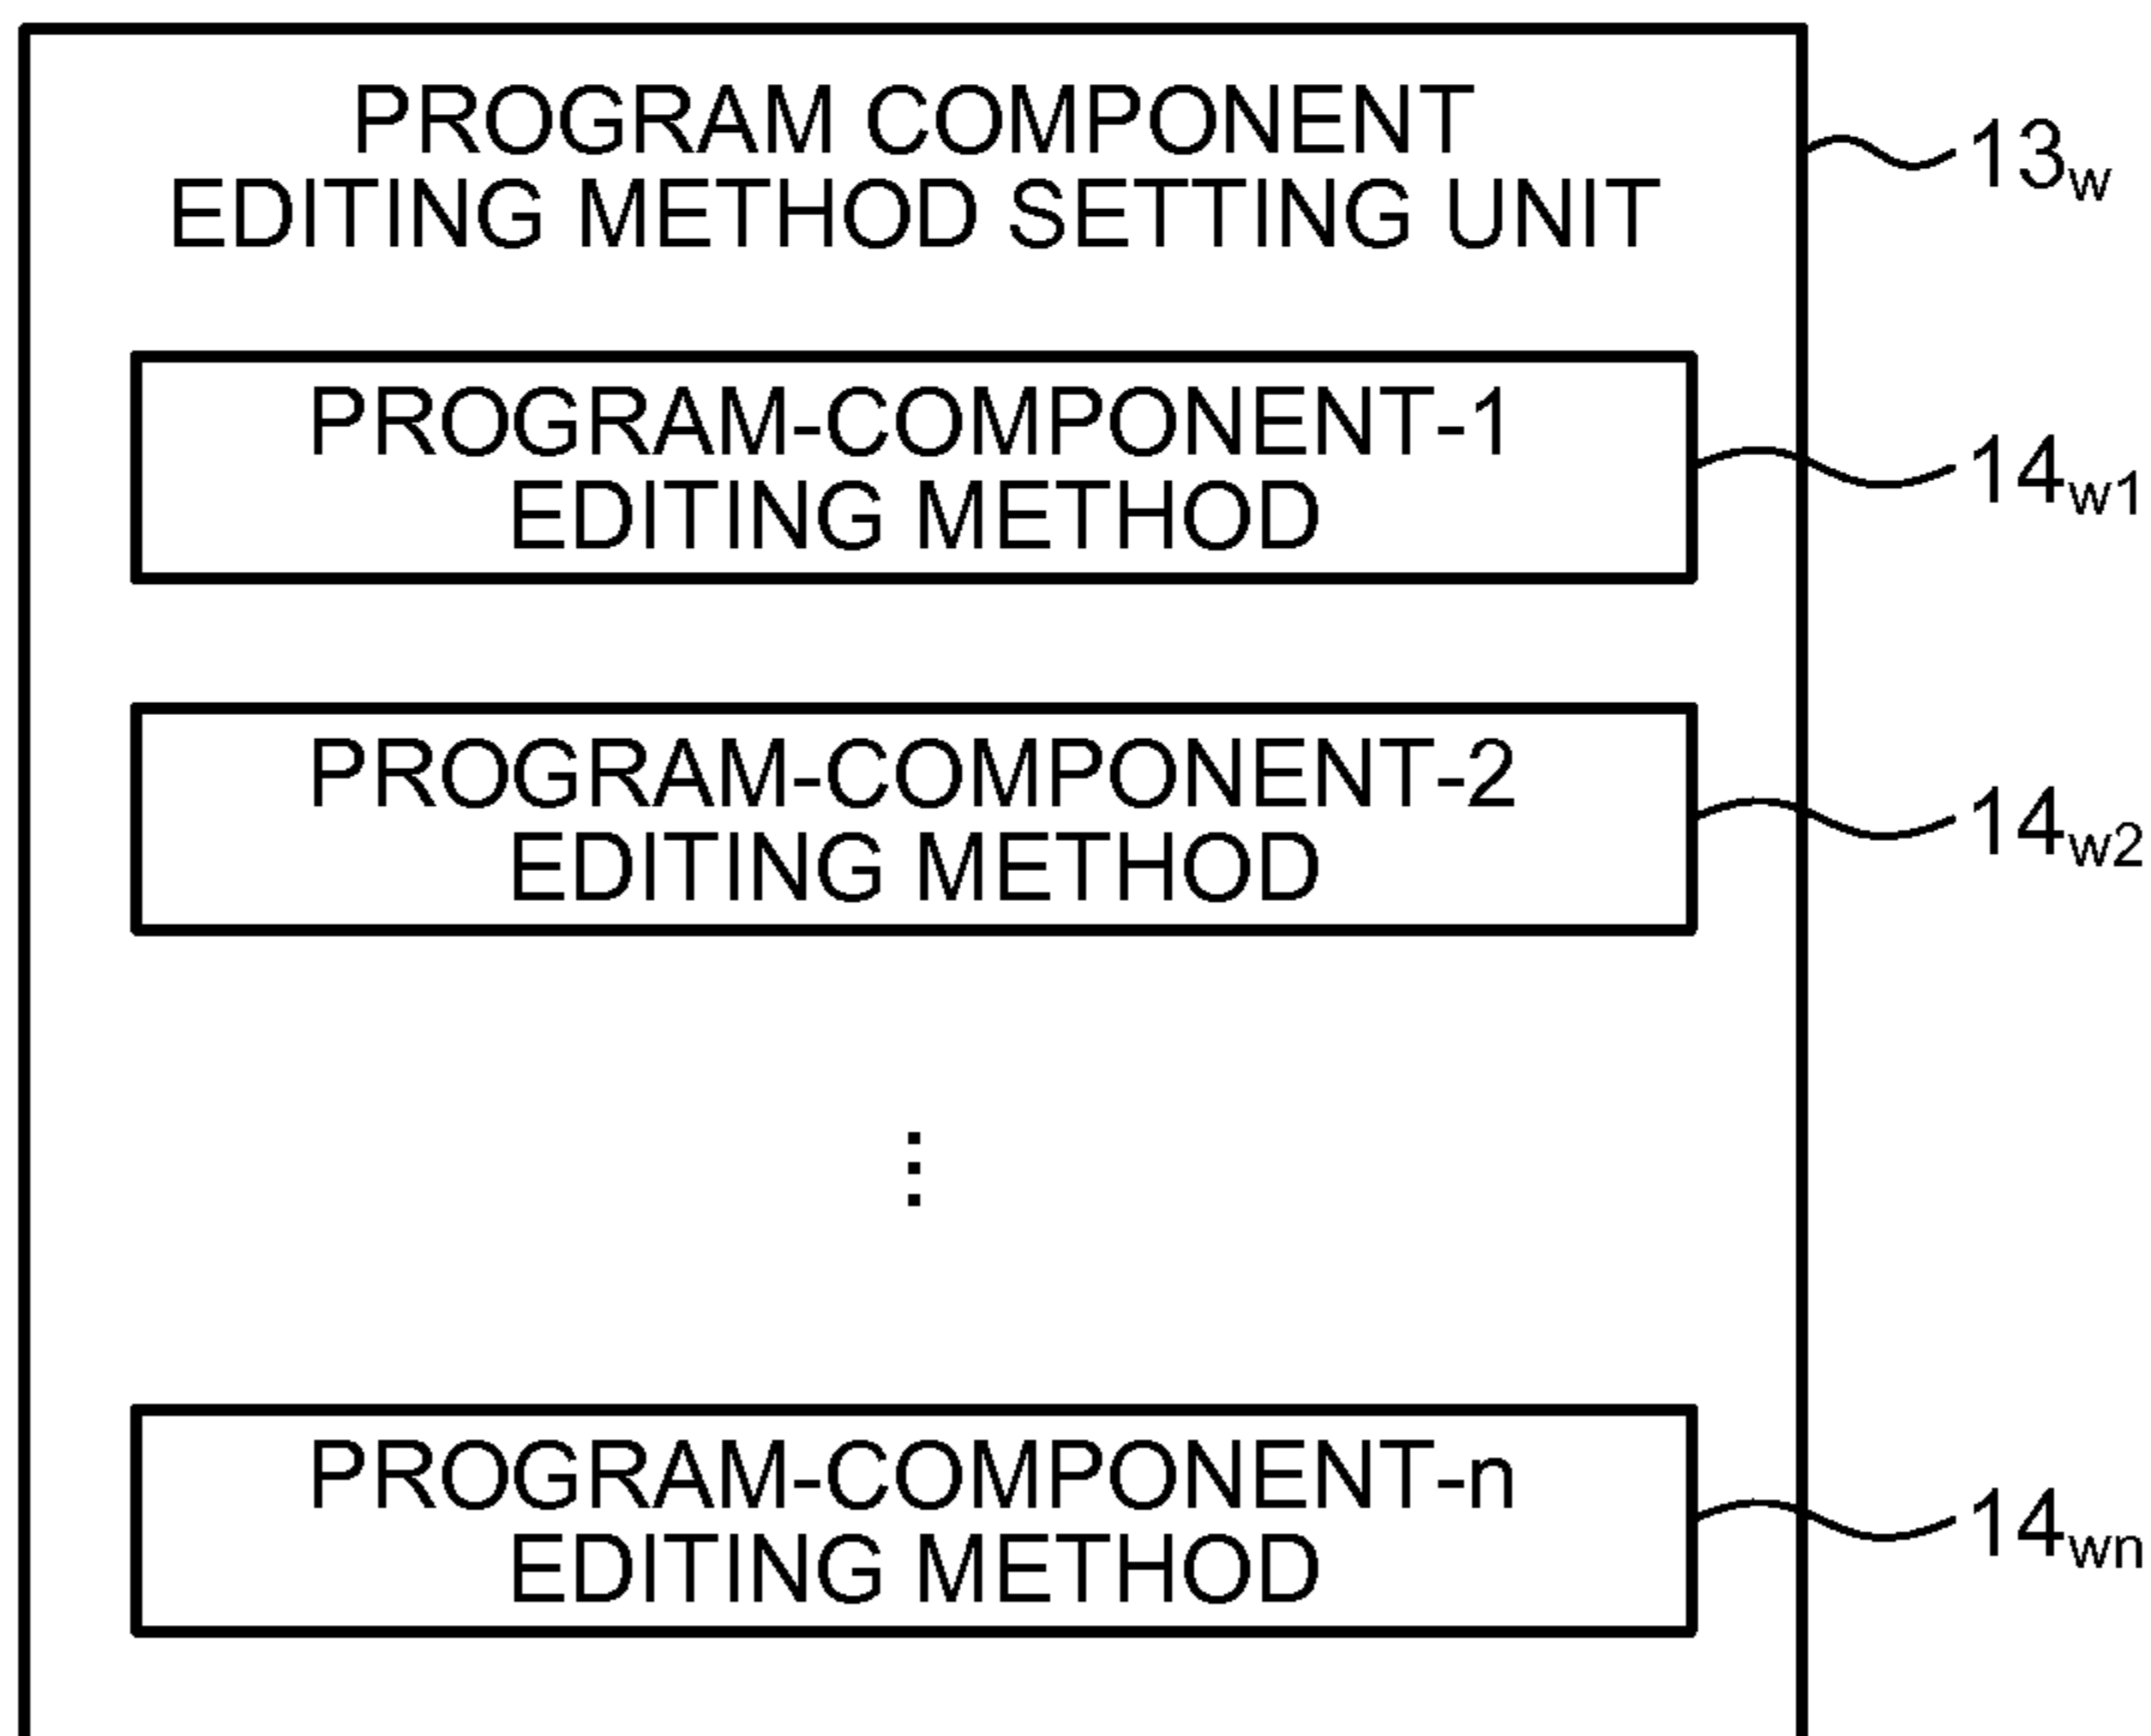 PROGRAM COMPONENT
EDITING METHOD SETTING UNIT
13w
PROGRAM-COMPONENT-1
EDITING METHOD
14w1
PROGRAM-COMPONENT-2
EDITING METHOD
14w2
⋮
PROGRAM-COMPONENT-n
EDITING METHOD
14wn